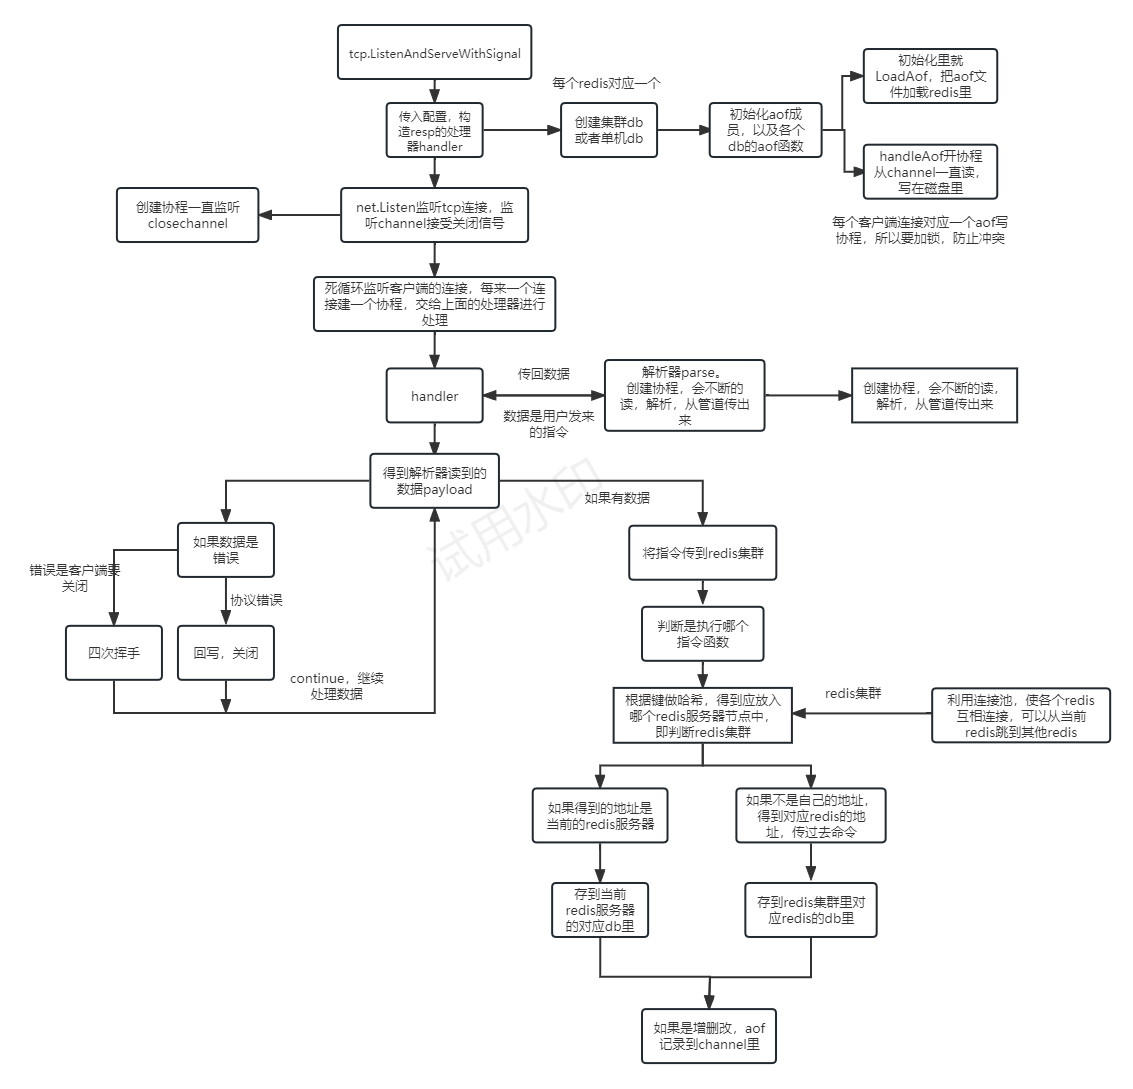 tcp.ListenAndServeWithSignal
传入配置，构
造resp的处理
器handler
每个redis对应一个
创建集群db
或者单机db
初始化aof成
员，以及各个
db的aof函数
初始化里就
LoadAof，把aof文
件加载redis里
handleAof开协程
从channel一直读，
写在磁盘里
每个客户端连接对应一个aof写
协程，所以要加锁，防止冲突
创建协程一直监听
closechannel
net.Listen监听tcp连接，监
听channel接受关闭信号
死循环监听客户端的连接，每来一个连
接建一个协程，交给上面的处理器进行
处理
handler
传回数据
数据是用户发来
的指令
解析器parse。
创建协程，会不断的
读，解析，从管道传出
来
创建协程，会不断的读，
解析，从管道传出来
得到解析器读到的
数据payload
如果有数据
试用水印
如果数据是
错误
错误是客户端要
关闭
协议错误
四次挥手
回写，关闭
continue，继续
处理数据
将指令传到redis集群
判断是执行哪个
指令函数
根据键做哈希，得到应放入
哪个redis服务器节点中，
即判断redis集群
redis集群
利用连接池，使各个redis
互相连接，可以从当前
redis跳到其他redis
如果得到的地址是
当前的redis服务器
如果不是自己的地址，
得到对应redis的地
址，传过去命令
存到当前
redis服务器
的对应db里
存到redis集群里对
应redis的db里
如果是增删改，aof
记录到channel里